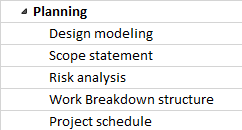 Planning
Design modeling
Scope statement
Risk analysis
Work Breakdown structure
Project schedule